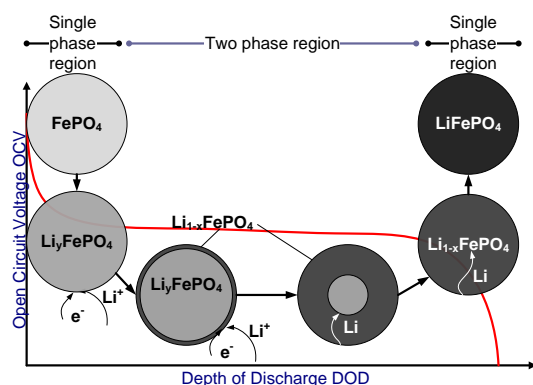 Single
phase
region
Two phase region
Single
phase
region
Open Circuit Voltage OCV
FePO₄
LiFePO₄
LiyFePO₄
Li₁₋ₓFePO₄
Li₁₋ₓFePO₄
LiyFePO₄
Li⁺
e⁻
Li⁺
e⁻
Li
Li
Depth of Discharge DOD